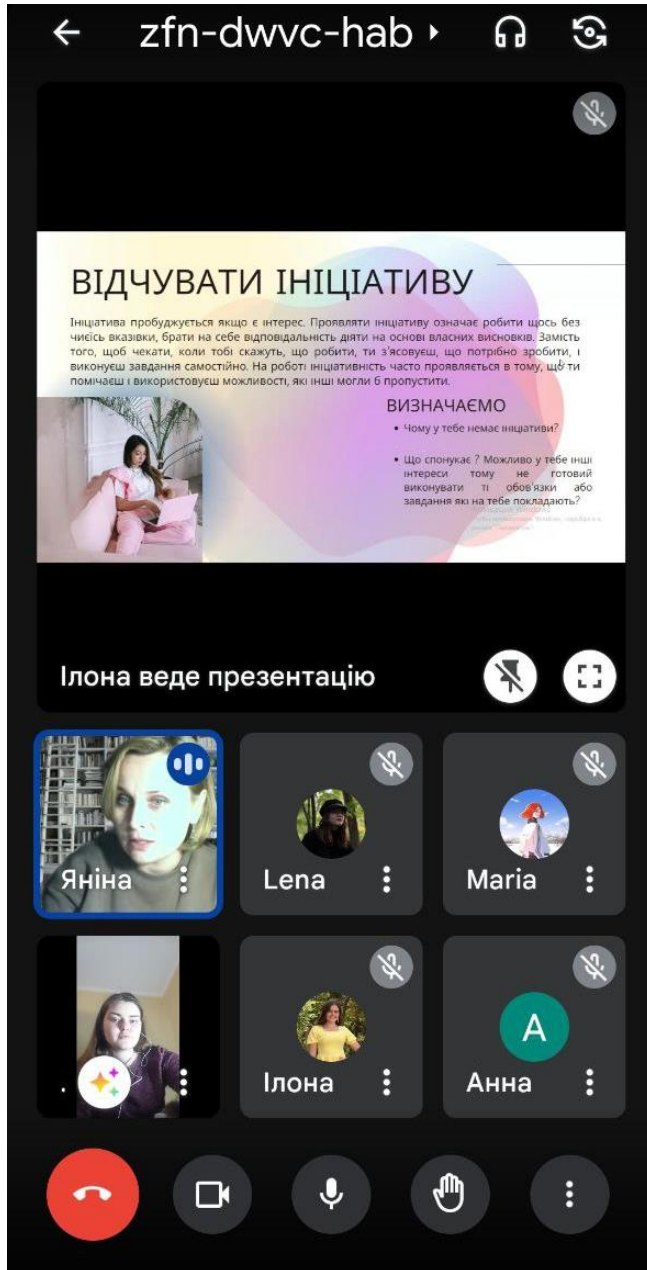 zfn-dwvc-hab
ВІДЧУВАТИ ІНІЦІАТИВУ
Ініціатива пробуджується якщо є інтерес. Проявляти ініціативу означає робити щось без
чиєїсь вказівки, брати на себе відповідальність діяти на основі власних висновків. Замість
того, щоб чекати, коли тобі скажуть, що робити, ти з'ясовуєш, що потрібно зробити, і
виконуєш завдання самостійно. На роботі ініціативність часто проявляється в тому, що ти
помічаєш і використовуєш можливості, які інші могли б пропустити.
ВИЗНАЧАЄМО
• Чому у тебе немає ініціативи?
• Що спонукає ? Можливо у тебе інші
інтереси тому не готовий
виконувати ті обов'язки або
завдання які на тебе покладають?
Ілона веде презентацію
Яніна
Lena
Maria
.
Ілона
А
Анна